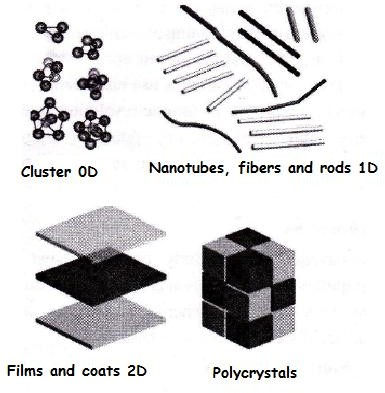 Cluster 0D
Nanotubes, fibers and rods 1D
Films and coats 2D
Polycrystals